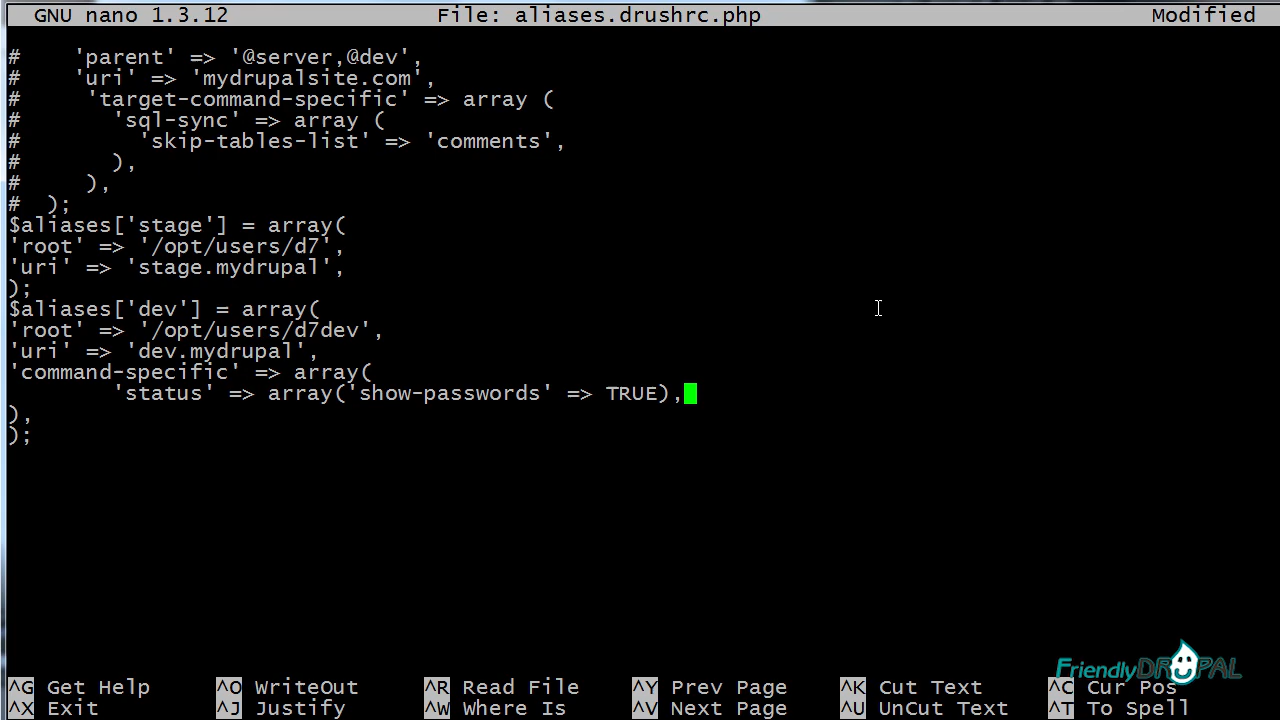 GNU nano 1.3.12 File: aliases.drushrc.php Modified
# 'parent' => '@server,@dev',
# 'uri' => 'mydrupalsite.com',
# 'target-command-specific' => array (
# 'sql-sync' => array (
# 'skip-tables-list' => 'comments',
# ),
# ),
# );
$aliases['stage'] = array(
'root' => '/opt/users/d7',
'uri' => 'stage.mydrupal',
);
$aliases['dev'] = array(
'root' => '/opt/users/d7dev',
'uri' => 'dev.mydrupal',
'command-specific' => array(
'status' => array('show-passwords' => TRUE),
),
);
FriendlyDRUPAL
^G Get Help ^O WriteOut ^R Read File ^Y Prev Page ^K Cut Text ^C Cur Pos
^X Exit ^J Justify ^W Where Is ^V Next Page ^U UnCut Text ^T To Spell